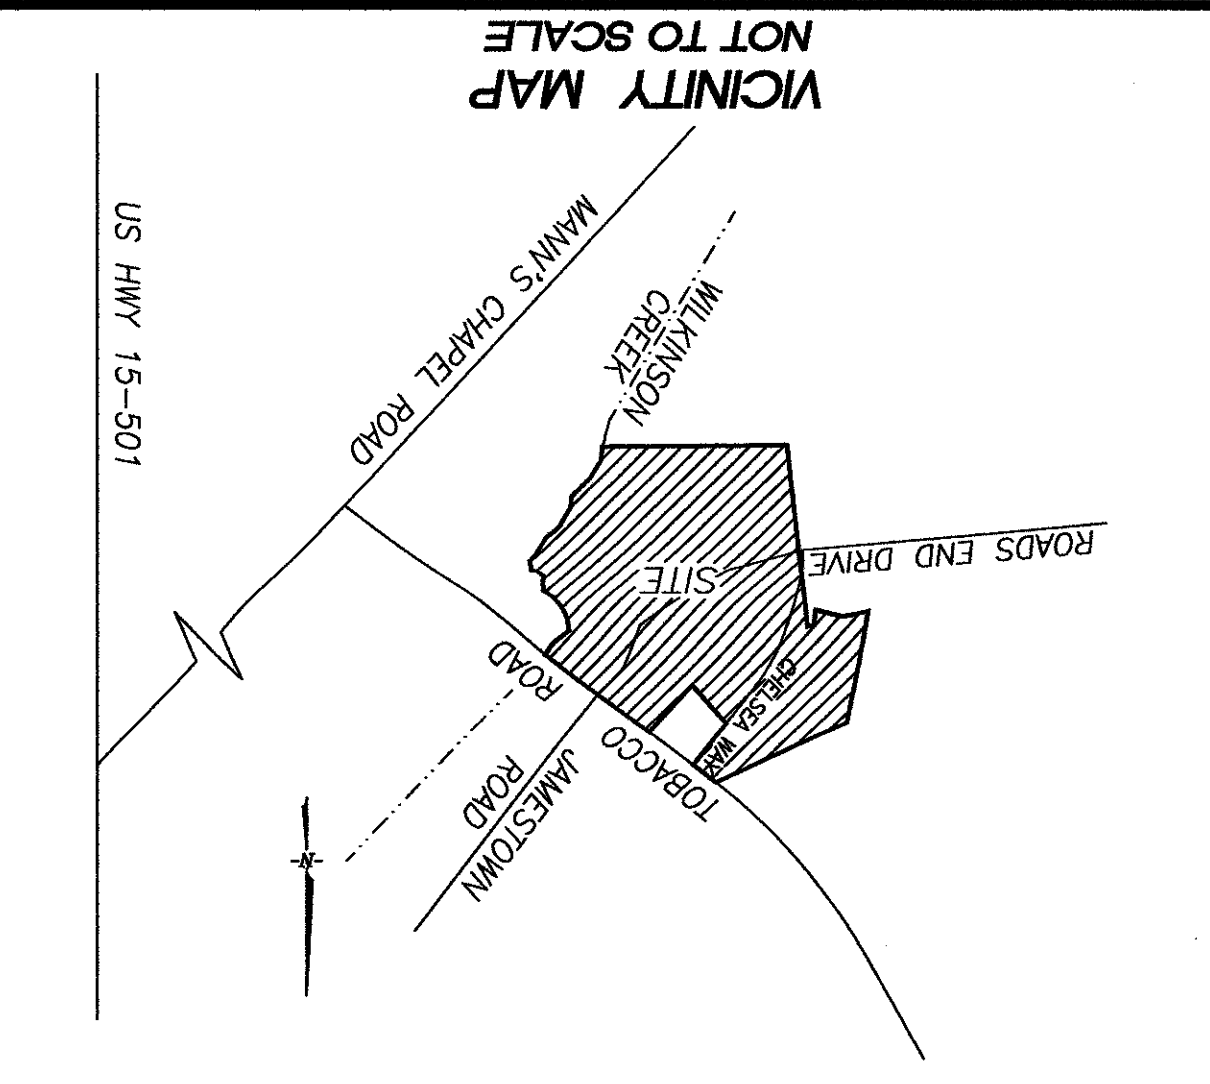 VICINITY MAP
NOT TO SCALE
US HWY 15-501
MANN'S CHAPEL ROAD
WILKINSON
CREEK
ROADS END DRIVE
SITE
CHELSEA WAY
TOBACCO
ROAD
JAMESTOWN
ROAD
-N-